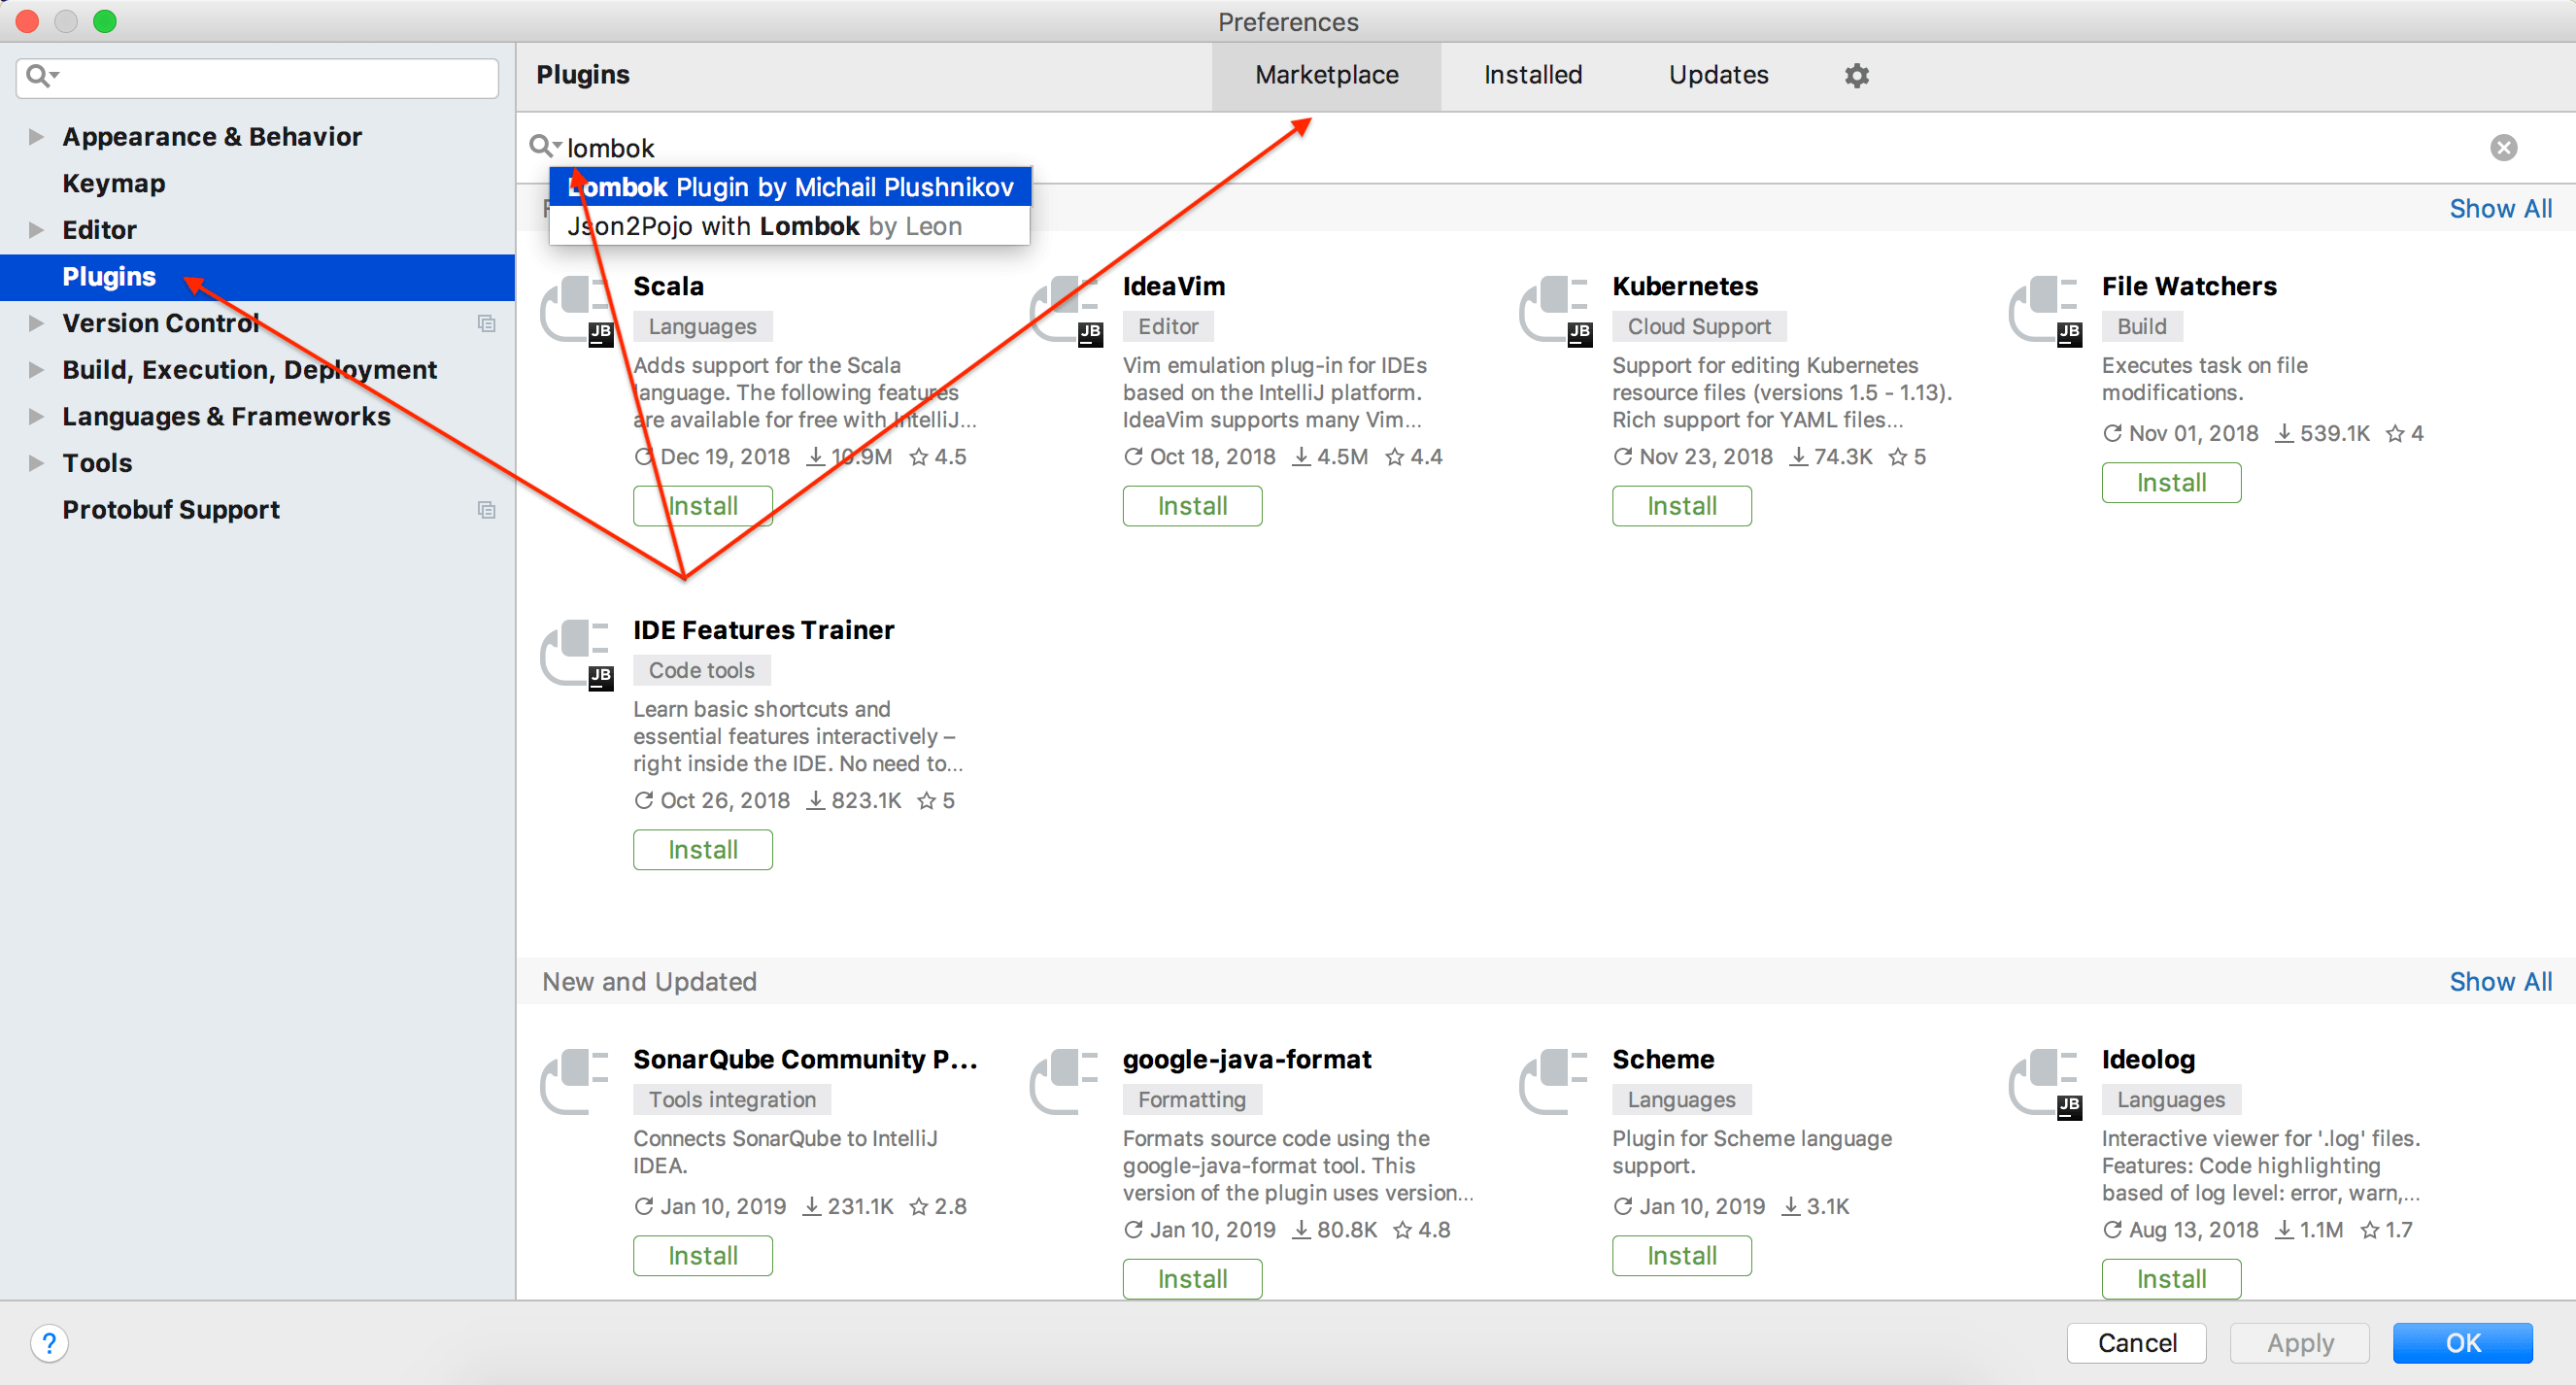 Preferences
Plugins
Marketplace
Installed
Updates
Appearance & Behavior
Keymap
Editor
Plugins
Version Control
Build, Execution, Deployment
Languages & Frameworks
Tools
Protobuf Support
lombok
Lombok Plugin by Michail Plushnikov
Json2Pojo with Lombok by Leon
Show All
Scala
Languages
Adds support for the Scala
language. The following features
are available for free with IntelliJ...
Dec 19, 2018 10.9M 4.5
Install
JB
IdeaVim
Editor
Vim emulation plug-in for IDEs
based on the IntelliJ platform.
IdeaVim supports many Vim...
Oct 18, 2018 4.5M 4.4
Install
JB
Kubernetes
Cloud Support
Support for editing Kubernetes
resource files (versions 1.5 - 1.13).
Rich support for YAML files...
Nov 23, 2018 74.3K 5
Install
JB
File Watchers
Build
Executes task on file
modifications.
Nov 01, 2018 539.1K 4
Install
JB
IDE Features Trainer
Code tools
Learn basic shortcuts and
essential features interactively –
right inside the IDE. No need to...
Oct 26, 2018 823.1K 5
Install
JB
New and Updated
Show All
SonarQube Community P...
Tools integration
Connects SonarQube to IntelliJ
IDEA.
Jan 10, 2019 231.1K 2.8
Install
google-java-format
Formatting
Formats source code using the
google-java-format tool. This
version of the plugin uses version...
Jan 10, 2019 80.8K 4.8
Install
Scheme
Languages
Plugin for Scheme language
support.
Jan 10, 2019 3.1K
Install
Ideolog
Languages
Interactive viewer for '.log' files.
Features: Code highlighting
based of log level: error, warn,...
Aug 13, 2018 1.1M 1.7
Install
JB
?
Cancel
Apply
OK